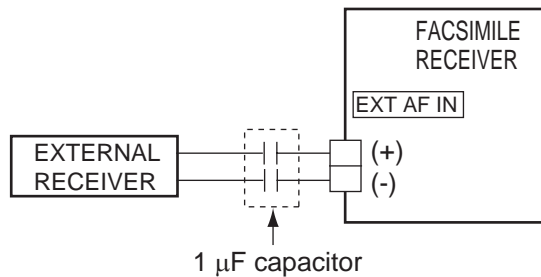 FACSIMILE
RECEIVER
EXT AF IN
EXTERNAL
RECEIVER
(+)
(-)
1 μF capacitor